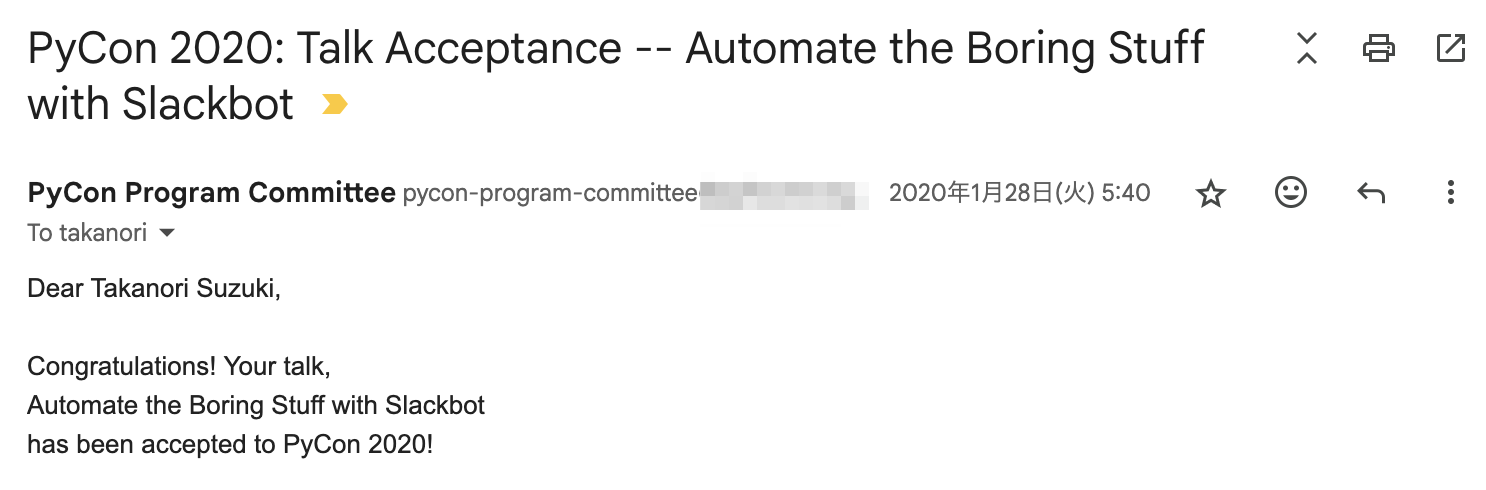 PyCon 2020: Talk Acceptance -- Automate the Boring Stuff
with Slackbot
PyCon Program Committee pycon-program-committee 2020年1月28日(火) 5:40
To takanori
Dear Takanori Suzuki,
Congratulations! Your talk,
Automate the Boring Stuff with Slackbot
has been accepted to PyCon 2020!